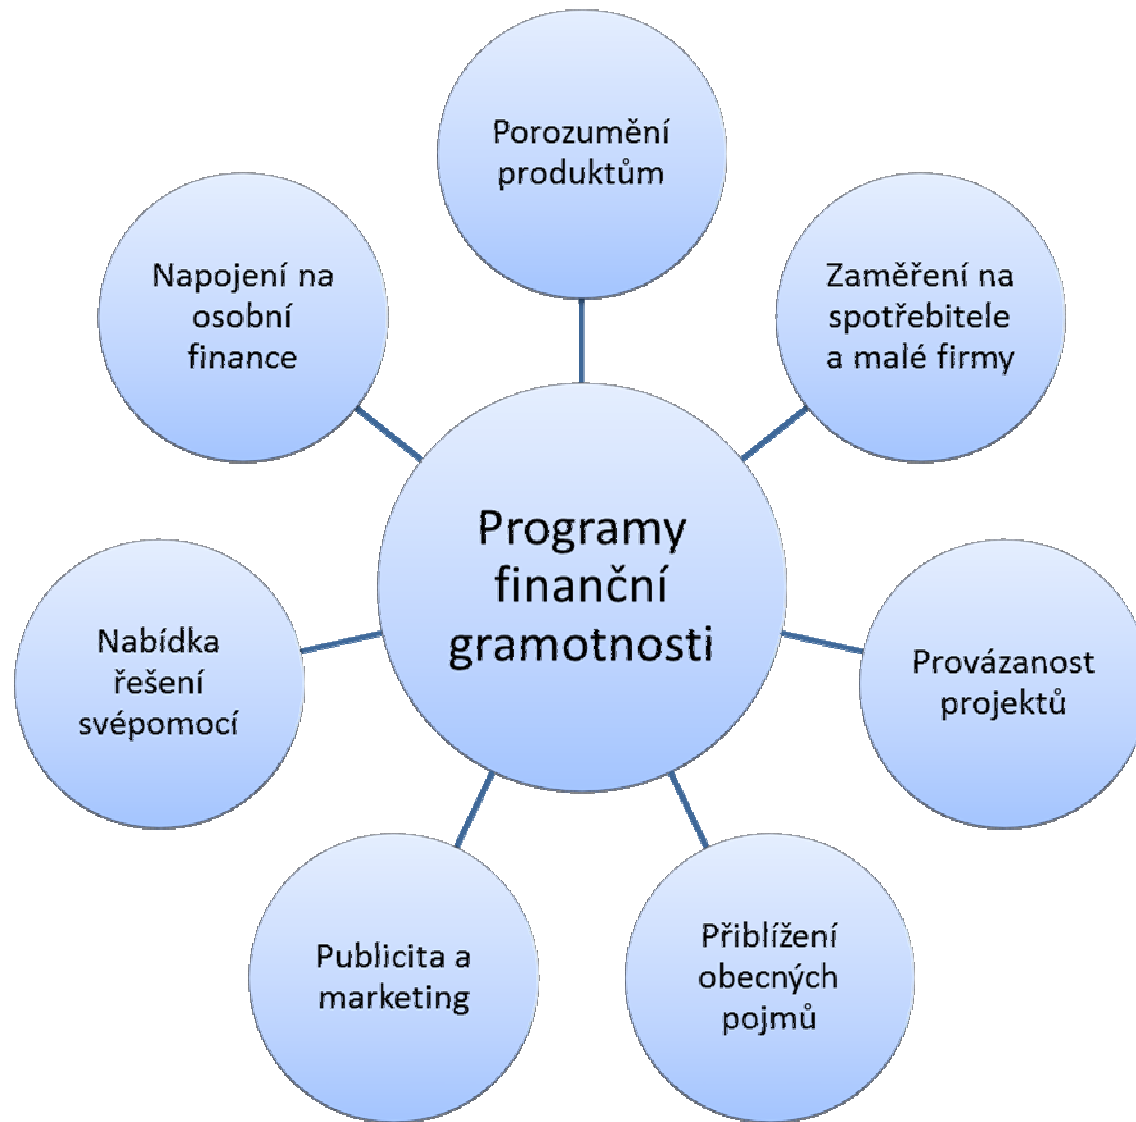 Porozumění
produktům
Napojení na
osobní
finance
Zaměření na
spotřebitele
a malé firmy
Programy
finanční
gramotnosti
Nabídka
řešení
svépomocí
Provázanost
projektů
Publicita a
marketing
Přiblížení
obecných
pojmů